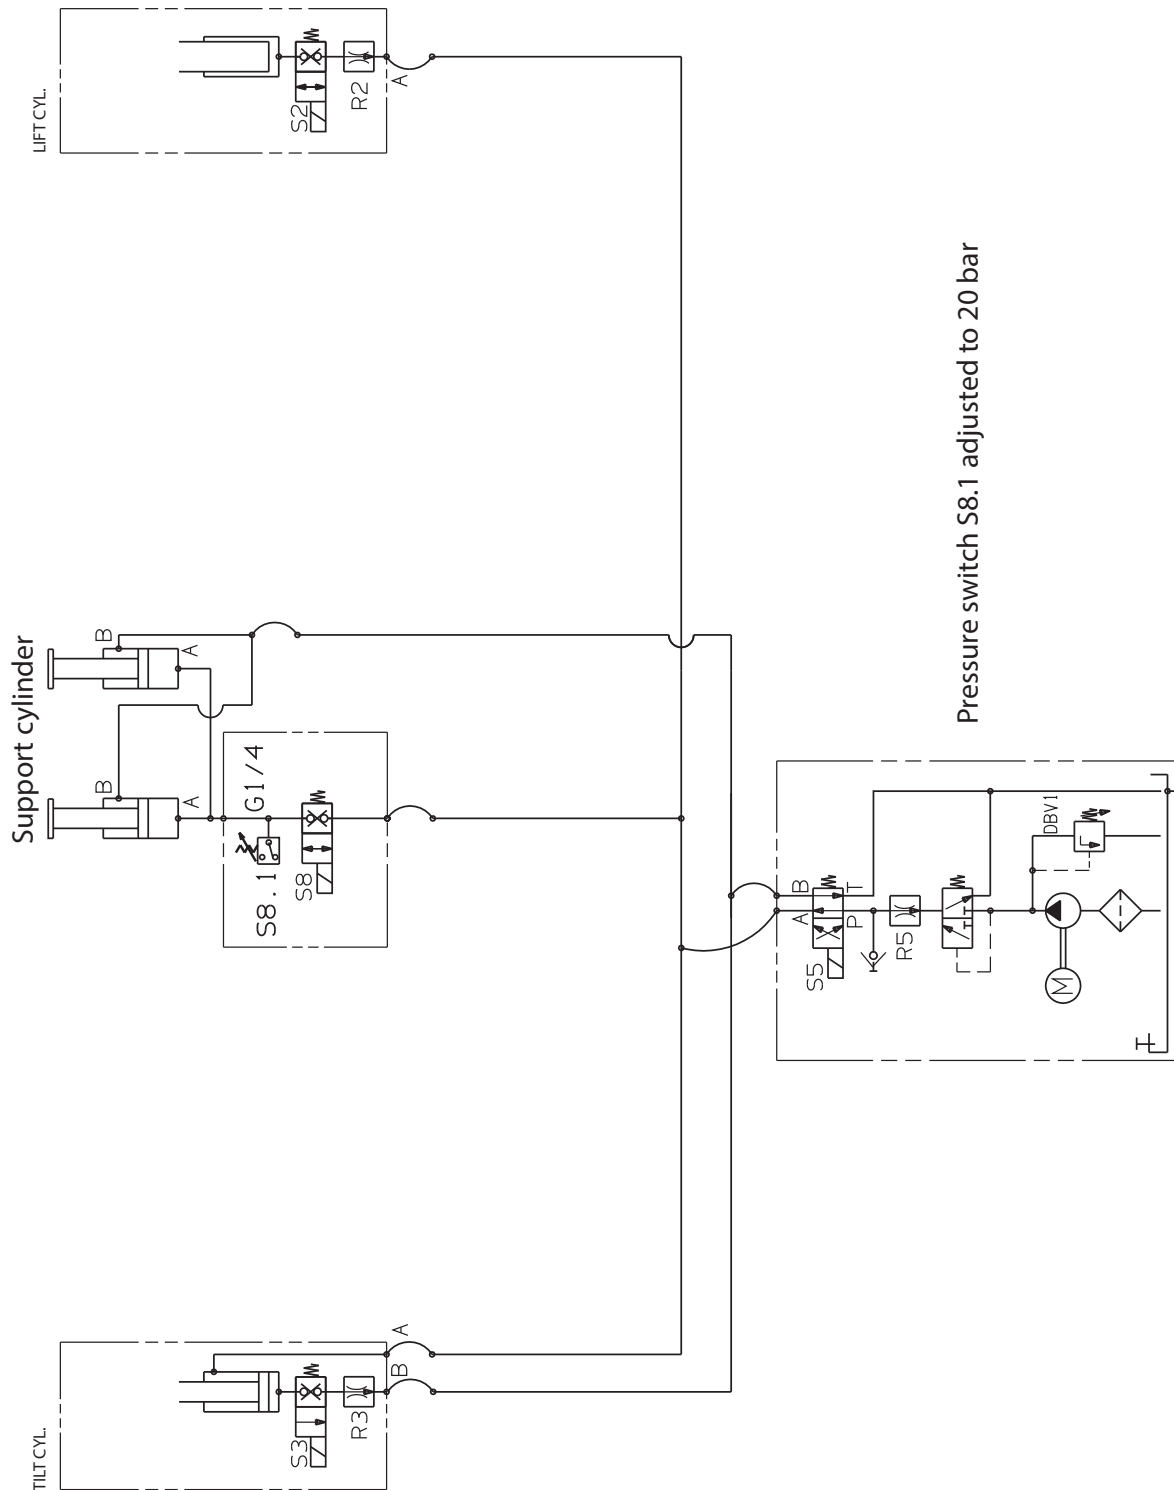 LIFT CYL.
S2
R2
A
Support cylinder
B
A
B
A
G1/4
S8.1
S8
Pressure switch S8.1 adjusted to 20 bar
DBV1
B
T
A
P
S5
R5
M
A
B
TILT CYL.
S3
R3